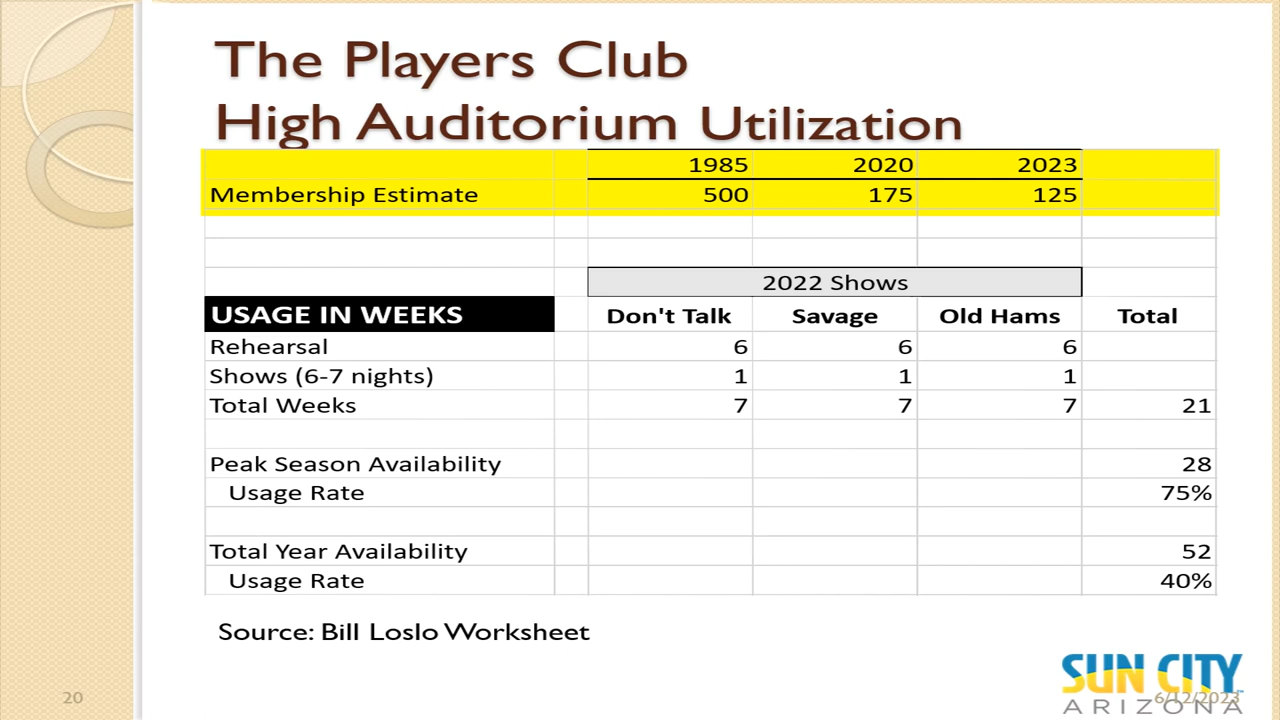 The Players Club
High Auditorium Utilization
1985 2020 2023
Membership Estimate 500 175 125
2022 Shows
USAGE IN WEEKS Don't Talk Savage Old Hams Total
Rehearsal 6 6 6
Shows (6-7 nights) 1 1 1
Total Weeks 7 7 7 21
Peak Season Availability 28
Usage Rate 75%
Total Year Availability 52
Usage Rate 40%
Source: Bill Loslo Worksheet
SUN CITY
ARIZONA
20 6/12/2023